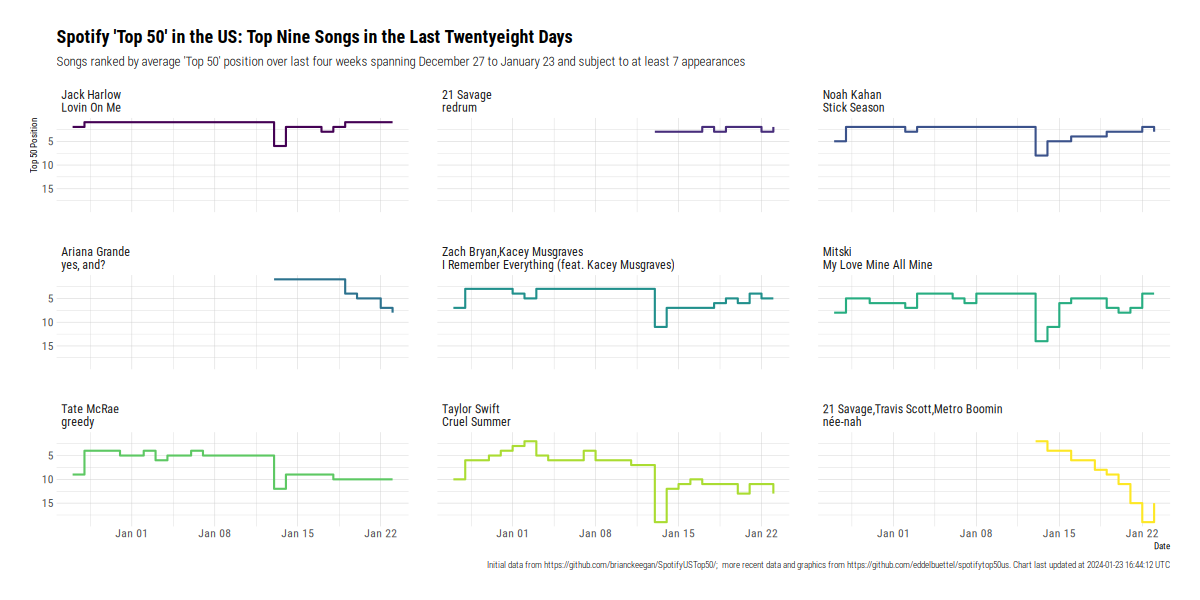 Spotify 'Top 50' in the US: Top Nine Songs in the Last Twentyeight Days
Songs ranked by average 'Top 50' position over last four weeks spanning December 27 to January 23 and subject to at least 7 appearances
Jack Harlow
Lovin On Me
21 Savage
redrum
Noah Kahan
Stick Season
Top 50 Position
5
10
15
Ariana Grande
yes, and?
Zach Bryan,Kacey Musgraves
I Remember Everything (feat. Kacey Musgraves)
Mitski
My Love Mine All Mine
5
10
15
Tate McRae
greedy
Taylor Swift
Cruel Summer
21 Savage,Travis Scott,Metro Boomin
née-nah
5
10
15
Jan 01 Jan 08 Jan 15 Jan 22
Jan 01 Jan 08 Jan 15 Jan 22
Jan 01 Jan 08 Jan 15 Jan 22
Date
Initial data from https://github.com/brianckeegan/SpotifyUSTop50/; more recent data and graphics from https://github.com/eddelbuettel/spotifytop50us. Chart last updated at 2024-01-23 16:44:12 UTC